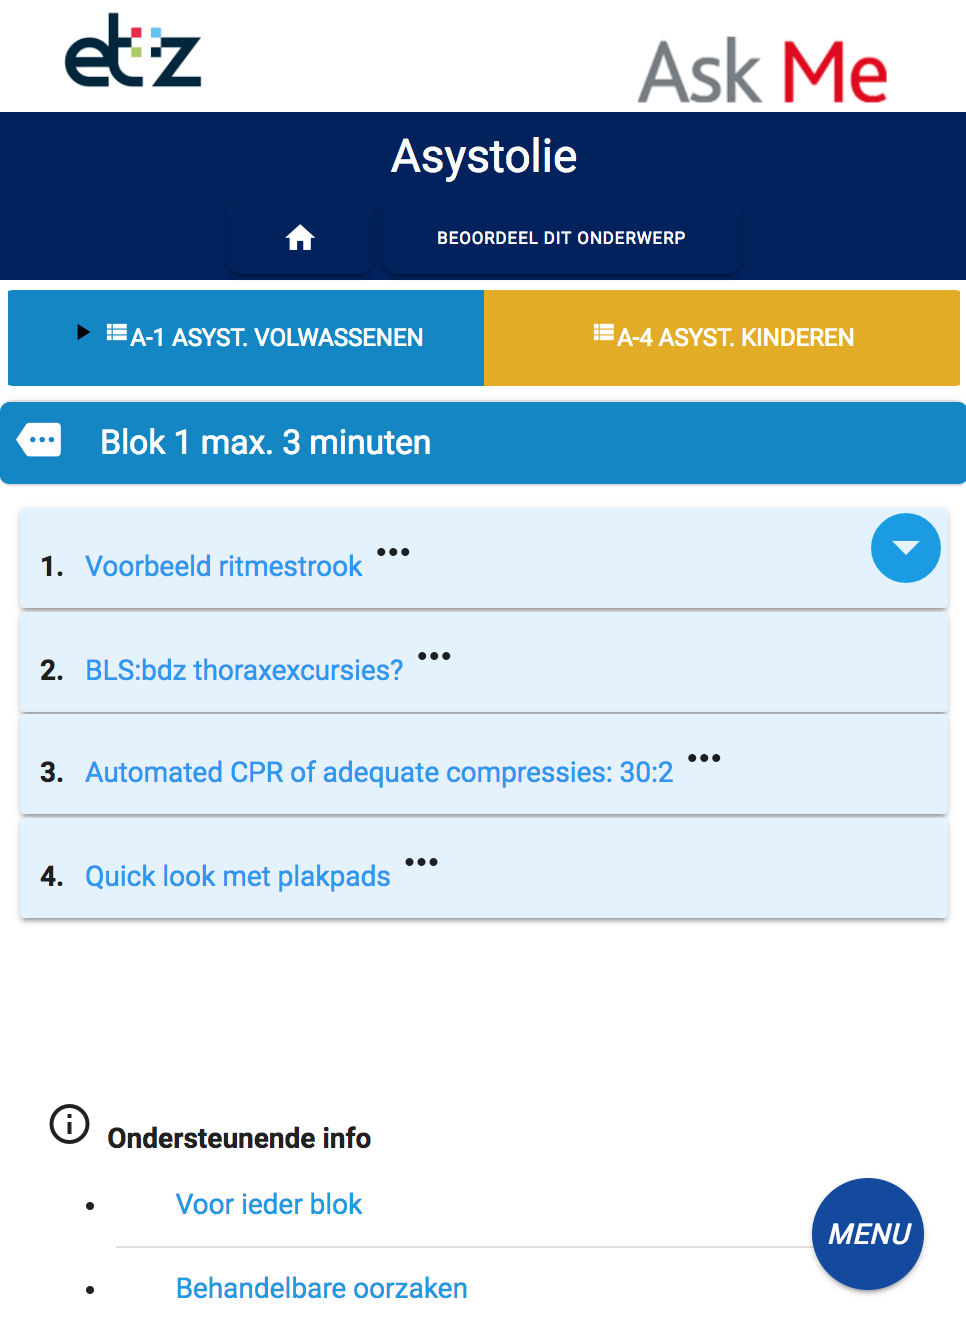 etz
Ask Me
Asystolie
BEOORDEEL DIT ONDERWERP
A-1 ASYST. VOLWASSENEN
A-4 ASYST. KINDEREN
Blok 1 max. 3 minuten
1. Voorbeeld ritmestrook •••
2. BLS:bdz thoraxexcursies? •••
3. Automated CPR of adequate compressies: 30:2 •••
4. Quick look met plakpads •••
Ondersteunende info
• Voor ieder blok
MENU
• Behandelbare oorzaken